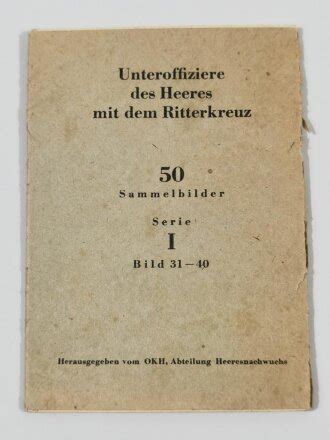 Unteroffiziere
des Heeres
mit dem Ritterkreuz
50
Sammelbilder
Serie
I
Bild 31–40
Herausgegeben vom OKH, Abteilung Heeresnachwuchs